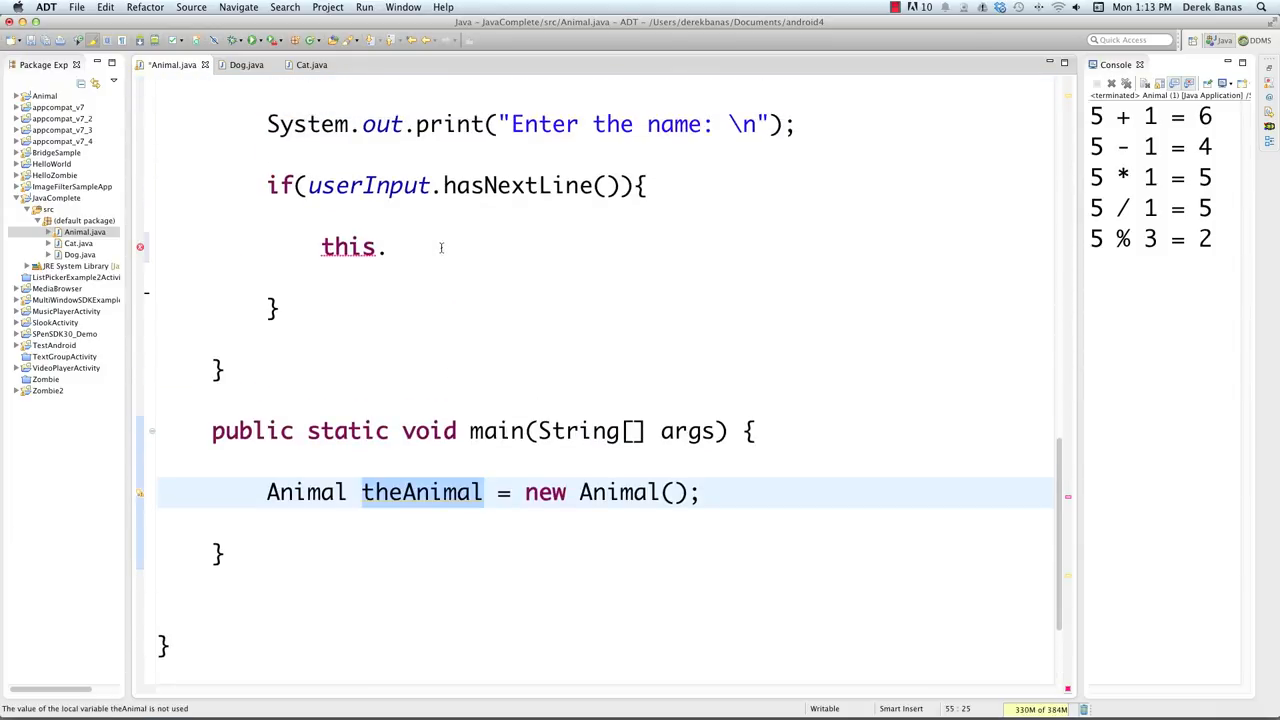 ADT File Edit Refactor Source Navigate Search Project Run Window Help 10 Mon 1:13 PM Derek Banas
Java – JavaComplete/src/Animal.java – ADT – /Users/derekbanas/Documents/android4
Quick Access Java DDMS
Package Exp
*Animal.java Dog.java Cat.java
Console
<terminated> Animal (1) [Java Application] /S
Animal
appcompat_v7
appcompat_v7_2
appcompat_v7_3
appcompat_v7_4
BridgeSample
HelloWorld
HelloZombie
ImageFilterSampleApp
JavaComplete
src
(default package)
Animal.java
Cat.java
Dog.java
JRE System Library [Ja
ListPickerExample2Activi
MediaBrowser
MultiWindowSDKExample
MusicPlayerActivity
SlookActivity
SPenSDK30_Demo
TestAndroid
TextGroupActivity
VideoPlayerActivity
Zombie
Zombie2
System.out.print("Enter the name: \n");
if(userInput.hasNextLine()){
this.
}
}
public static void main(String[] args) {
Animal theAnimal = new Animal();
}
}
5 + 1 = 6
5 - 1 = 4
5 * 1 = 5
5 / 1 = 5
5 % 3 = 2
The value of the local variable theAnimal is not used Writable Smart Insert 55 : 25 330M of 384M